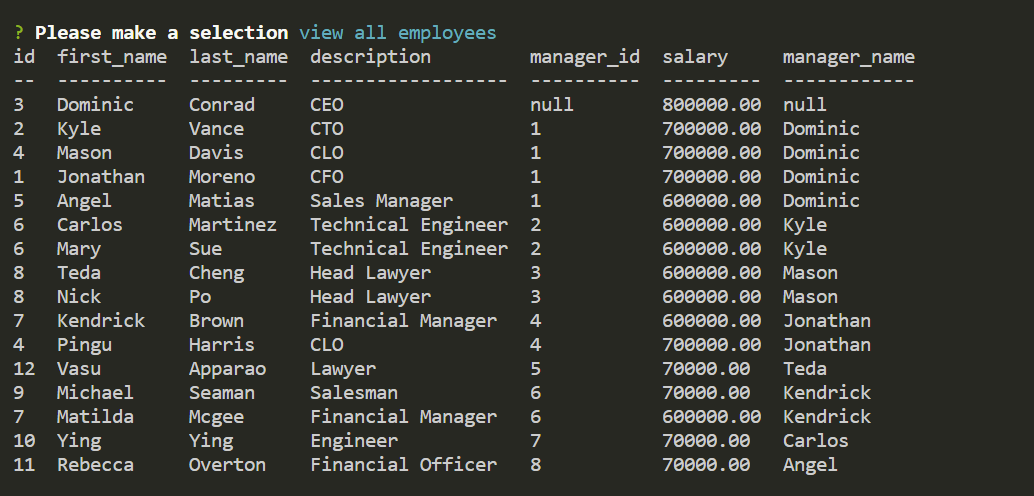 ? Please make a selection view all employees
id  first_name  last_name  description         manager_id  salary     manager_name
--  ----------  ---------  ------------------  ----------  ---------  ------------
3   Dominic     Conrad     CEO                 null        800000.00  null
2   Kyle        Vance      CTO                 1           700000.00  Dominic
4   Mason       Davis      CLO                 1           700000.00  Dominic
1   Jonathan    Moreno     CFO                 1           700000.00  Dominic
5   Angel       Matias     Sales Manager       1           600000.00  Dominic
6   Carlos      Martinez   Technical Engineer  2           600000.00  Kyle
6   Mary        Sue        Technical Engineer  2           600000.00  Kyle
8   Teda        Cheng      Head Lawyer         3           600000.00  Mason
8   Nick        Po         Head Lawyer         3           600000.00  Mason
7   Kendrick    Brown      Financial Manager   4           600000.00  Jonathan
4   Pingu       Harris     CLO                 4           700000.00  Jonathan
12  Vasu        Apparao    Lawyer              5           70000.00   Teda
9   Michael     Seaman     Salesman            6           70000.00   Kendrick
7   Matilda     Mcgee      Financial Manager   6           600000.00  Kendrick
10  Ying        Ying       Engineer            7           70000.00   Carlos
11  Rebecca     Overton    Financial Officer   8           70000.00   Angel